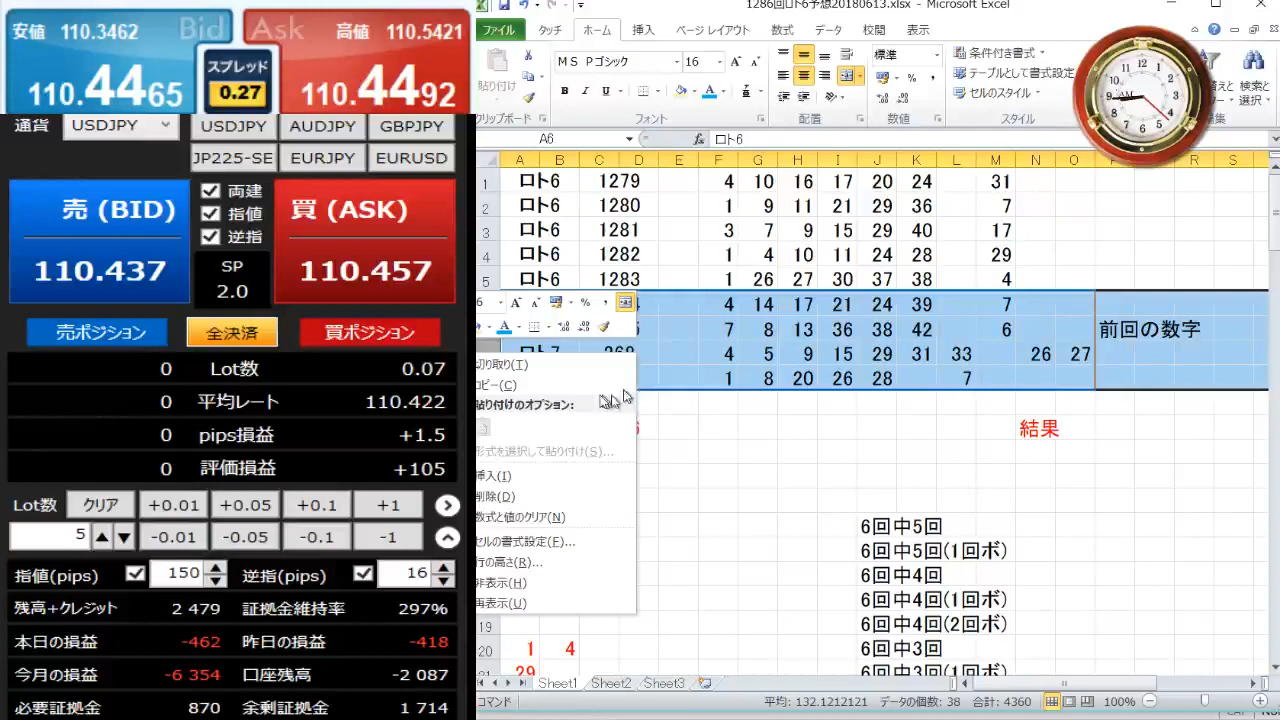 安値 110.3462 Bid
110.4465
スプレッド
0.27
Ask 高値 110.5421
110.4492
通貨 USDJPY USDJPY AUDJPY GBPJPY
JP225-SE EURJPY EURUSD
売 (BID)
110.437
両建
指値
逆指
SP
2.0
買 (ASK)
110.457
売ポジション 全決済 買ポジション
0 Lot数 0.07
0 平均レート 110.422
0 pips損益 +1.5
0 評価損益 +105
Lot数 クリア +0.01 +0.05 +0.1 +1
5 -0.01 -0.05 -0.1 -1
指値(pips) 150 逆指(pips) 16
残高+クレジット 2 479 証拠金維持率 297%
本日の損益 -462 昨日の損益 -418
今月の損益 -6 354 口座残高 -2 087
必要証拠金 870 余剰証拠金 1 714
1286回ロト6予想20180613.xlsx - Microsoft Excel
ファイル タッチ ホーム 挿入 ページ レイアウト 数式 データ 校閲 表示
貼り付け
MS Pゴシック 16
B I U
標準
条件付き書式
テーブルとして書式設定
セルのスタイル
検索と
選択
クリップボード フォント 配置 数値 スタイル
A6 fx ロト6
A B C D E F G H I J K L M N O P Q R S
1 ロト6 1279 4 10 16 17 20 24 31
2 ロト6 1280 1 9 11 21 29 36 7
3 ロト6 1281 3 7 9 15 29 40 17
4 ロト6 1282 1 4 10 11 24 28 29
5 ロト6 1283 1 26 27 30 37 38 4
4 14 17 21 24 39 7
7 8 13 36 38 42 6 前回の数字
4 5 9 15 29 31 33 26 27
1 8 20 26 28 7
切り取り(T)
コピー(C)
貼り付けのオプション:
形式を選択して貼り付け(S)...
挿入(I)
削除(D)
数式と値のクリア(N)
セルの書式設定(F)...
行の高さ(R)...
非表示(H)
再表示(U)
結果
6回中5回
6回中5回(1回ボ)
6回中4回
6回中4回(1回ボ)
19 6回中4回(2回ボ)
20 1 4 6回中3回
29 6回中3回(1回ボ)
Sheet1 Sheet2 Sheet3
コマンド 平均: 132.1212121 データの個数: 38 合計: 4360 100%
12 1 2 3 4 5 6 7 8 9 10 11
AM